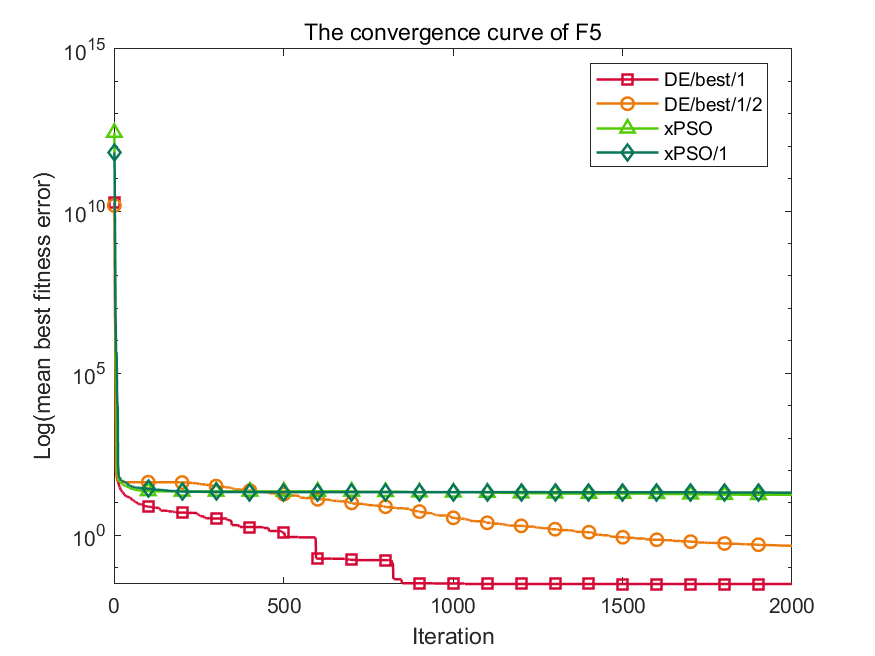 The convergence curve of F5
10^15
10^10
10^5
10^0
Log(mean best fitness error)
DE/best/1
DE/best/1/2
xPSO
xPSO/1
0
500
1000
1500
2000
Iteration